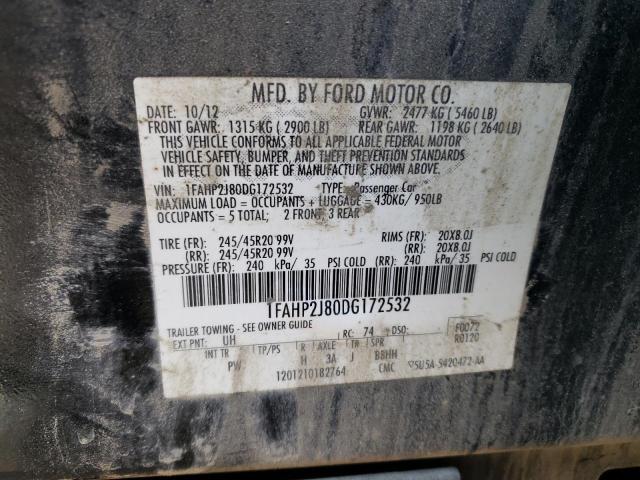 MFD. BY FORD MOTOR CO.
DATE: 10/12 GVWR: 2477 KG ( 5460 LB)
FRONT GAWR: 1315 KG ( 2900 LB) REAR GAWR: 1198 KG ( 2640 LB)
THIS VEHICLE CONFORMS TO ALL APPLICABLE FEDERAL MOTOR
VEHICLE SAFETY, BUMPER, AND THEFT PREVENTION STANDARDS
IN EFFECT ON THE DATE OF MANUFACTURE SHOWN ABOVE.
VIN: 1FAHP2J80DG172532 TYPE: Passenger Car
MAXIMUM LOAD = OCCUPANTS + LUGGAGE = 430KG/ 950LB
OCCUPANTS = 5 TOTAL; 2 FRONT, 3 REAR
TIRE (FR): 245/45R20 99V RIMS (FR): 20X8.0J
(RR): 245/45R20 99V (RR): 20X8.0J
PRESSURE (FR): 240 kPa/ 35 PSI COLD (RR): 240 kPa/ 35 PSI COLD
1FAHP2J80DG172532
TRAILER TOWING - SEE OWNER GUIDE F0072
EXT PNT: UH RC: 74 DSO: R0120
INT TR TP/PS R AXLE TR SPR
PW H 3A J BBHH
1201210182764 CMC 5U5A-5420472-AA